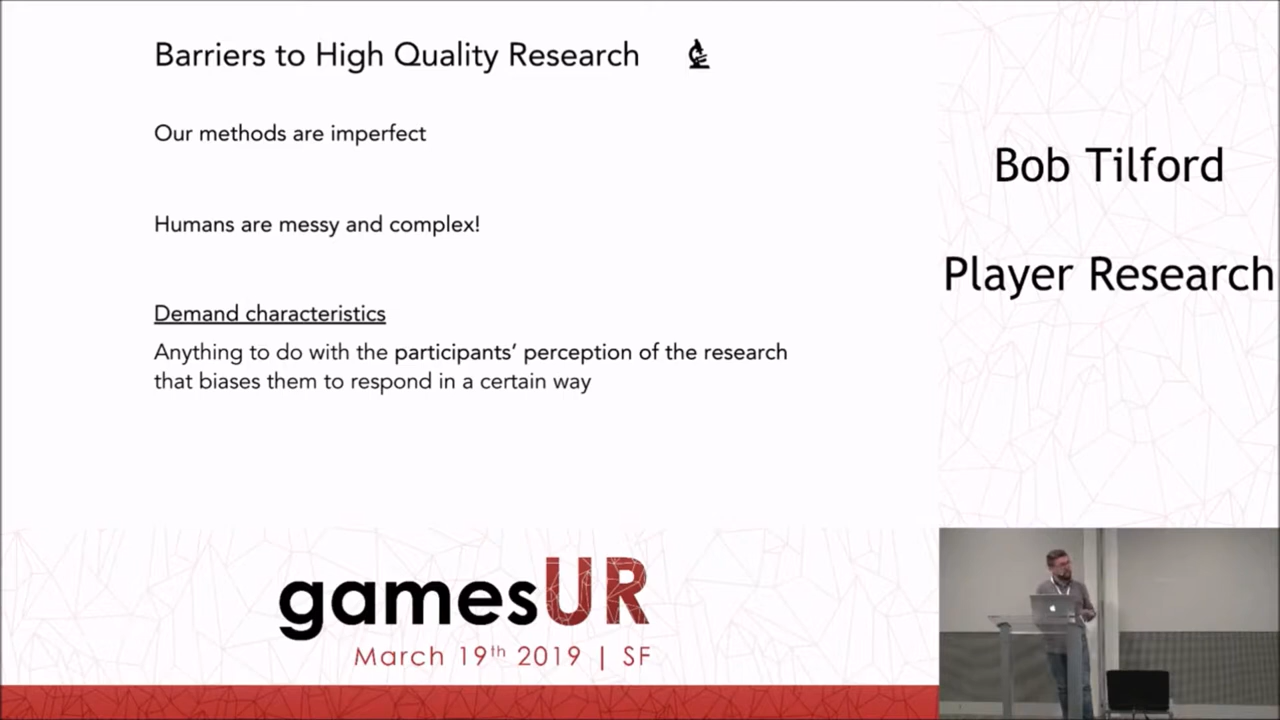 Barriers to High Quality Research
Our methods are imperfect
Humans are messy and complex!
Demand characteristics
Anything to do with the participants' perception of the research
that biases them to respond in a certain way
Bob Tilford
Player Research
gamesUR
March 19th 2019 | SF